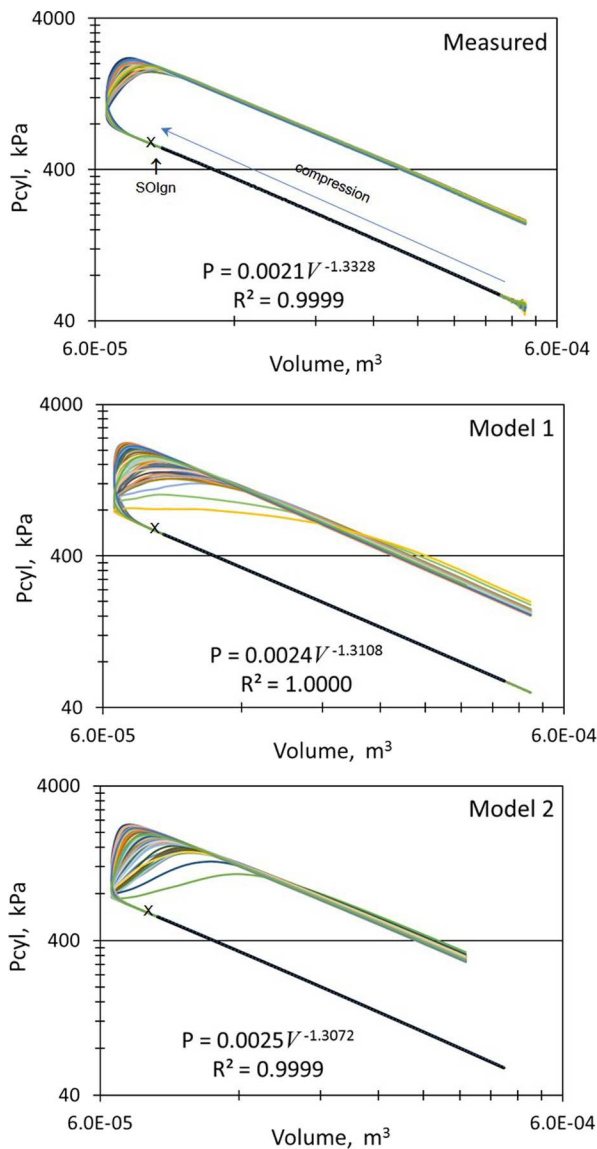 4000
Measured
Pcyl, kPa
X
SOIgn
compression
400
P = 0.0021V -1.3328
R² = 0.9999
40
6.0E-05
6.0E-04
Volume, m³
4000
Model 1
Pcyl, kPa
X
400
P = 0.0024V -1.3108
R² = 1.0000
40
6.0E-05
6.0E-04
Volume, m³
4000
Model 2
Pcyl, kPa
X
400
P = 0.0025V -1.3072
R² = 0.9999
40
6.0E-05
6.0E-04
Volume, m³